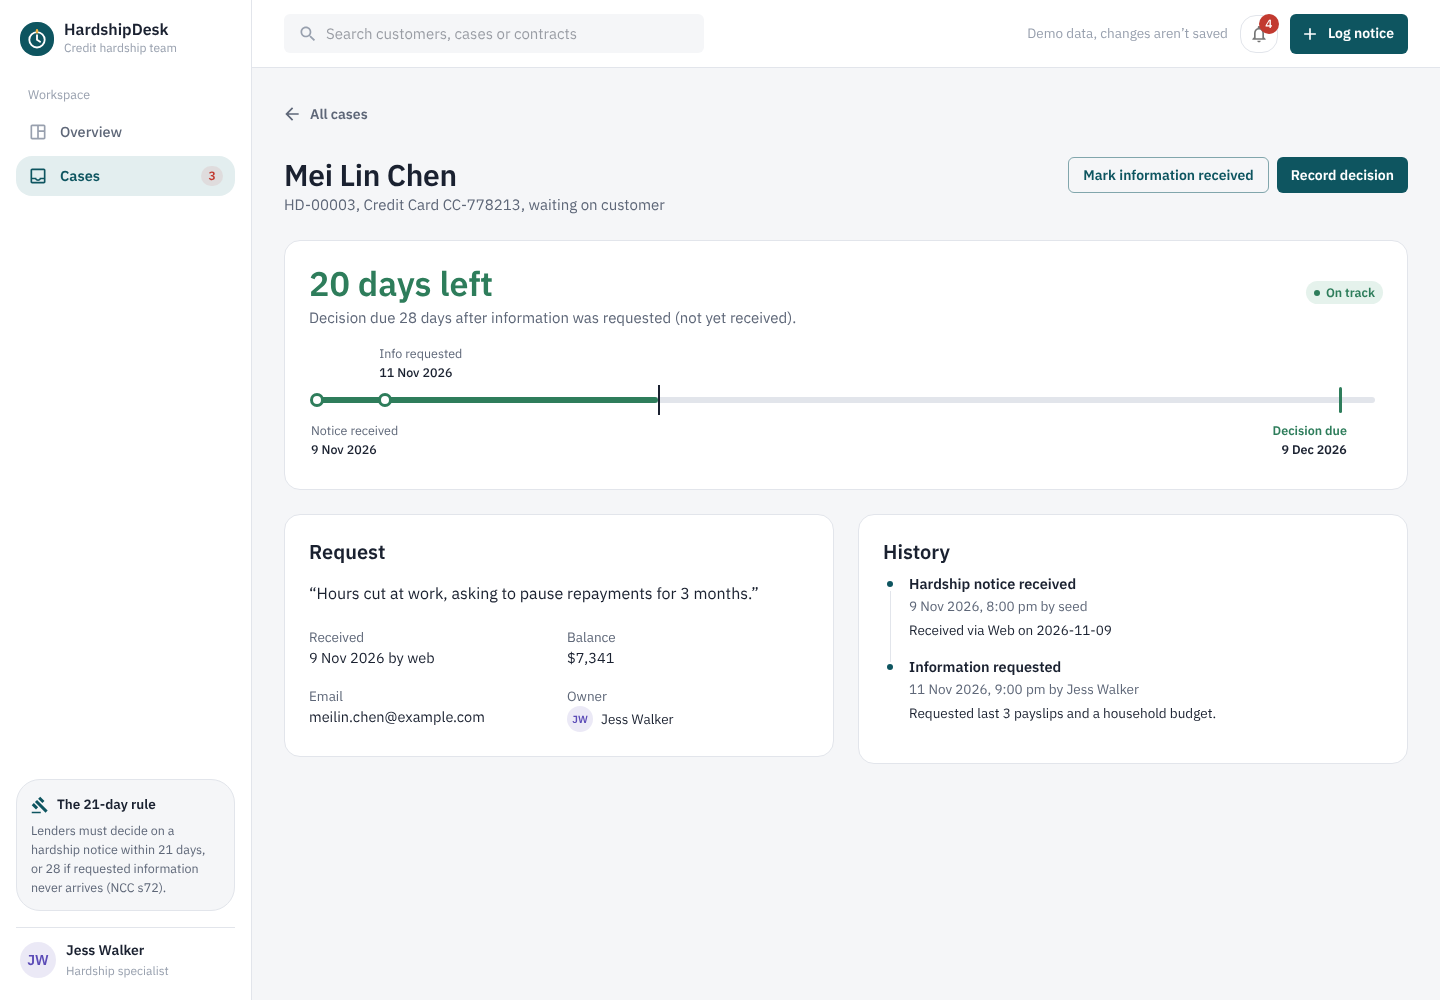 HardshipDesk
Credit hardship team
Workspace
Overview
Cases
3
The 21-day rule
Lenders must decide on a
hardship notice within 21 days,
or 28 if requested information
never arrives (NCC s72).
JW
Jess Walker
Hardship specialist
Search customers, cases or contracts
Demo data, changes aren’t saved
4
Log notice
All cases
Mei Lin Chen
HD-00003, Credit Card CC-778213, waiting on customer
Mark information received
Record decision
20 days left
On track
Decision due 28 days after information was requested (not yet received).
Info requested
11 Nov 2026
Notice received
9 Nov 2026
Decision due
9 Dec 2026
Request
“Hours cut at work, asking to pause repayments for 3 months.”
Received
9 Nov 2026 by web
Balance
$7,341
Email
meilin.chen@example.com
Owner
JW
Jess Walker
History
Hardship notice received
9 Nov 2026, 8:00 pm by seed
Received via Web on 2026-11-09
Information requested
11 Nov 2026, 9:00 pm by Jess Walker
Requested last 3 payslips and a household budget.